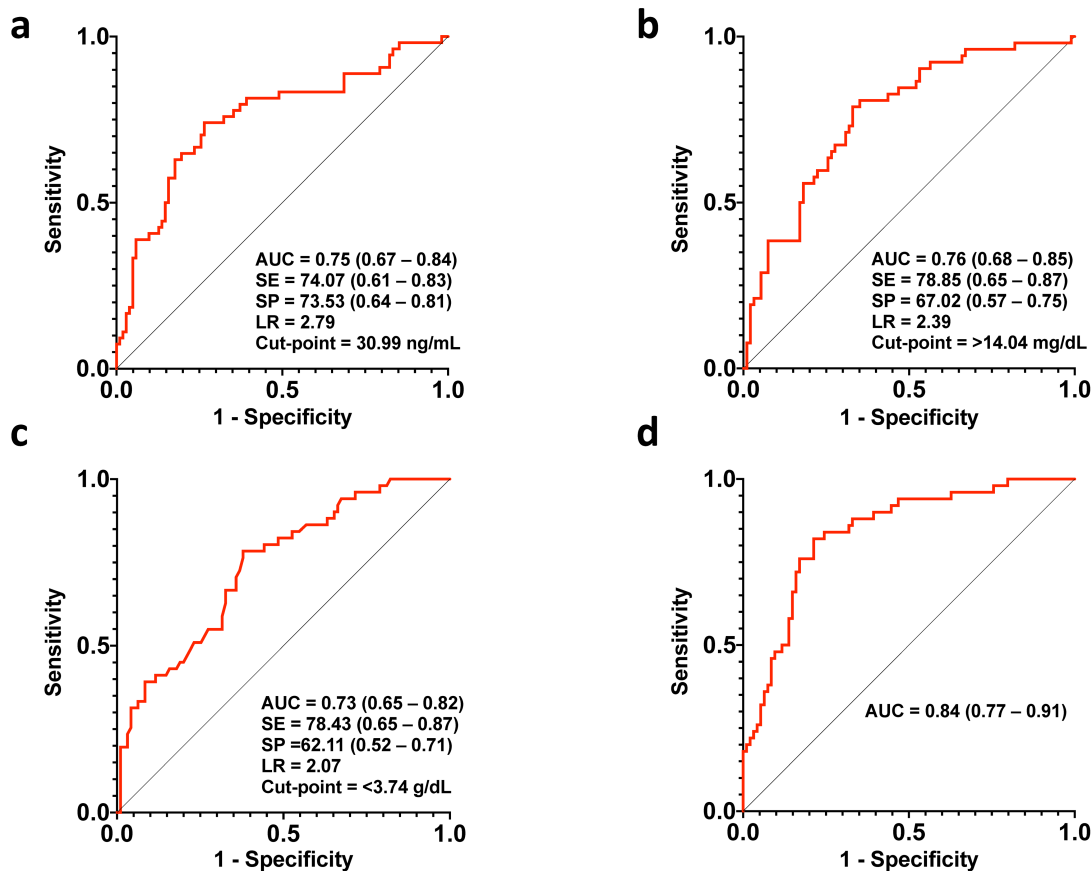 a
1.0
0.5
0.0
Sensitivity
AUC = 0.75 (0.67 – 0.84)
SE = 74.07 (0.61 – 0.83)
SP = 73.53 (0.64 – 0.81)
LR = 2.79
Cut-point = 30.99 ng/mL
0.0 0.5 1.0
1 - Specificity
b
1.0
0.5
0.0
Sensitivity
AUC = 0.76 (0.68 – 0.85)
SE = 78.85 (0.65 – 0.87)
SP = 67.02 (0.57 – 0.75)
LR = 2.39
Cut-point = >14.04 mg/dL
0.0 0.5 1.0
1 - Specificity
c
1.0
0.5
0.0
Sensitivity
AUC = 0.73 (0.65 – 0.82)
SE = 78.43 (0.65 – 0.87)
SP =62.11 (0.52 – 0.71)
LR = 2.07
Cut-point = <3.74 g/dL
0.0 0.5 1.0
1 - Specificity
d
1.0
0.5
0.0
Sensitivity
AUC = 0.84 (0.77 – 0.91)
0.0 0.5 1.0
1 - Specificity